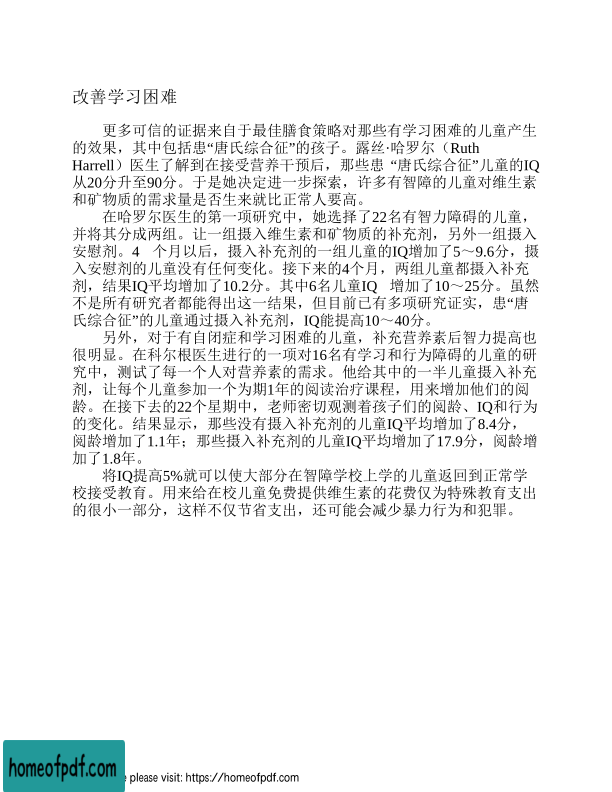 改善学习困难
更多可信的证据来自于最佳膳食策略对那些有学习困难的儿童产生
的效果，其中包括患“唐氏综合征”的孩子。露丝·哈罗尔（Ruth
Harrell）医生了解到在接受营养干预后，那些患 “唐氏综合征”儿童的IQ
从20分升至90分。于是她决定进一步探索，许多有智障的儿童对维生素
和矿物质的需求量是否生来就比正常人要高。
在哈罗尔医生的第一项研究中，她选择了22名有智力障碍的儿童，
并将其分成两组。让一组摄入维生素和矿物质的补充剂，另外一组摄入
安慰剂。4 个月以后，摄入补充剂的一组儿童的IQ增加了5～9.6分，摄
入安慰剂的儿童没有任何变化。接下来的4个月，两组儿童都摄入补充
剂，结果IQ平均增加了10.2分。其中6名儿童IQ 增加了10～25分。虽然
不是所有研究者都能得出这一结果，但目前已有多项研究证实，患“唐
氏综合征”的儿童通过摄入补充剂，IQ能提高10～40分。
另外，对于有自闭症和学习困难的儿童，补充营养素后智力提高也
很明显。在科尔根医生进行的一项对16名有学习和行为障碍的儿童的研
究中，测试了每一个人对营养素的需求。他给其中的一半儿童摄入补充
剂，让每个儿童参加一个为期1年的阅读治疗课程，用来增加他们的阅
龄。在接下去的22个星期中，老师密切观测着孩子们的阅龄、IQ和行为
的变化。结果显示，那些没有摄入补充剂的儿童IQ平均增加了8.4分，
阅龄增加了1.1年；那些摄入补充剂的儿童IQ平均增加了17.9分，阅龄增
加了1.8年。
将IQ提高5%就可以使大部分在智障学校上学的儿童返回到正常学
校接受教育。用来给在校儿童免费提供维生素的花费仅为特殊教育支出
的很小一部分，这样不仅节省支出，还可能会减少暴力行为和犯罪。
homeofpdf.com
e please visit: https://homeofpdf.com